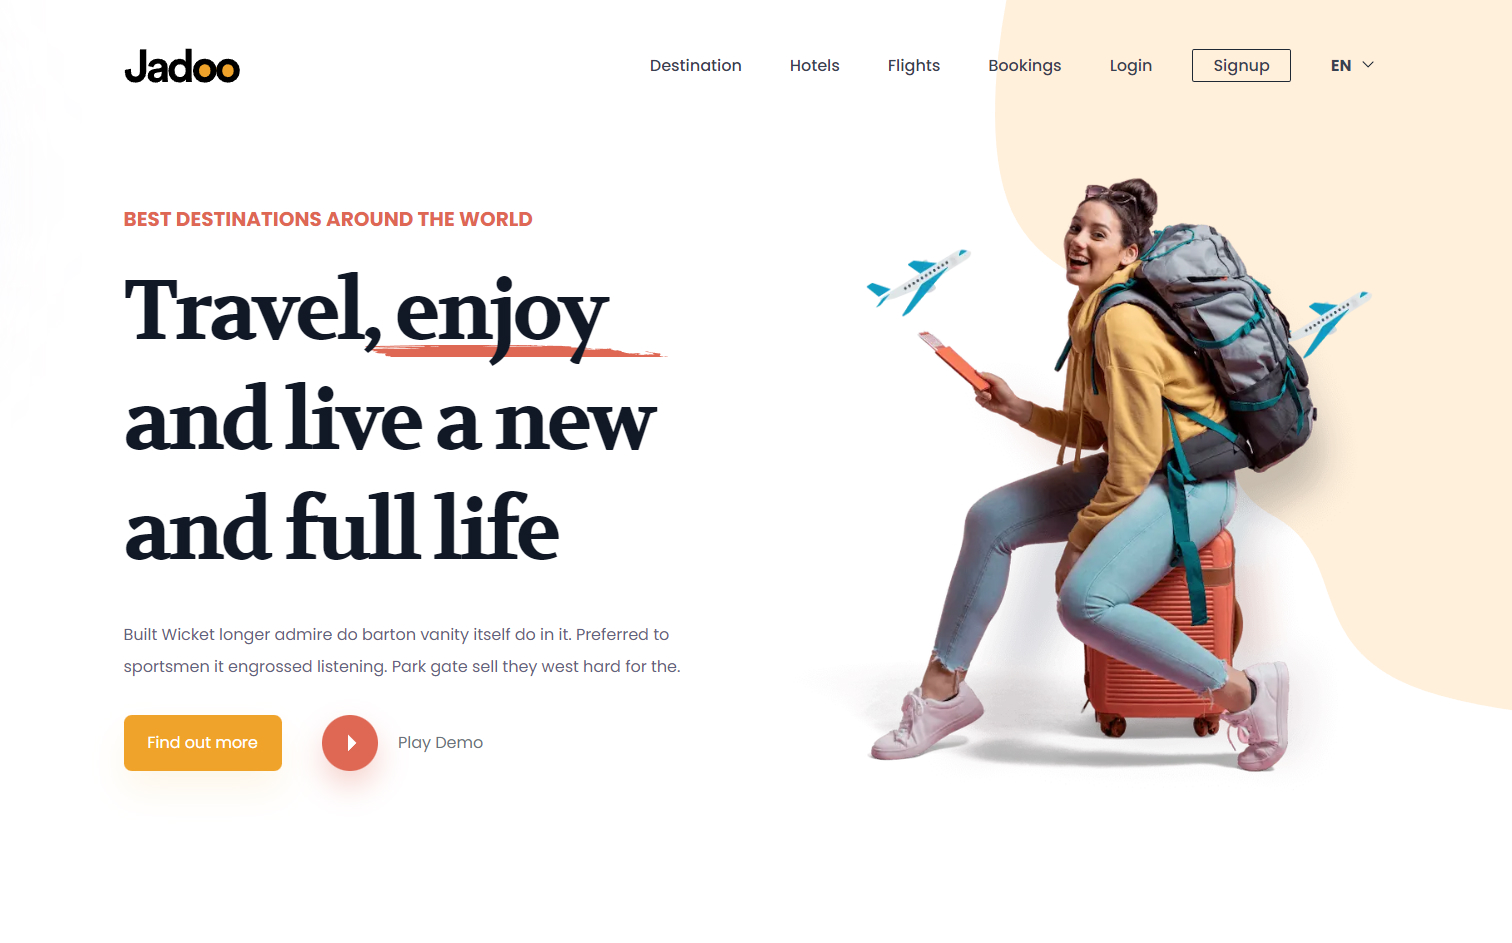 Jadoo
Destination Hotels Flights Bookings Login Signup EN
BEST DESTINATIONS AROUND THE WORLD
Travel, enjoy
and live a new
and full life
Built Wicket longer admire do barton vanity itself do in it. Preferred to
sportsmen it engrossed listening. Park gate sell they west hard for the.
Find out more Play Demo